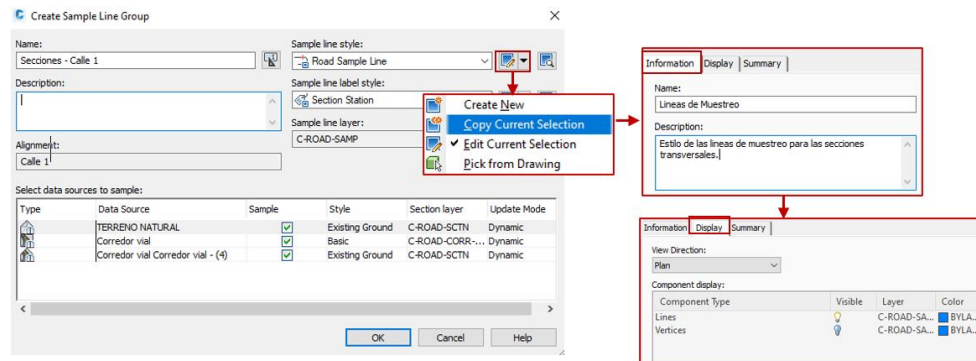 Create Sample Line Group
Name:
Secciones - Calle 1
Sample line style:
Road Sample Line
Description:
Sample line label style:
Section Station
Sample line layer:
C-ROAD-SAMP
Alignment:
Calle 1
Create New
Copy Current Selection
Edit Current Selection
Pick from Drawing
Select data sources to sample:
Type Data Source Sample Style Section layer Update Mode
TERRENO NATURAL Existing Ground C-ROAD-SCTN Dynamic
Corredor vial Basic C-ROAD-CORR-... Dynamic
Corredor vial Corredor vial - (4) Existing Ground C-ROAD-SCTN Dynamic
OK Cancel Help
Information Display Summary
Name:
Lineas de Muestreo
Description:
Estilo de las lineas de muestreo para las secciones
transversales.
Information Display Summary
View Direction:
Plan
Component display:
Component Type Visible Layer Color
Lines C-ROAD-SA... BYLA...
Vertices C-ROAD-SA... BYLA...